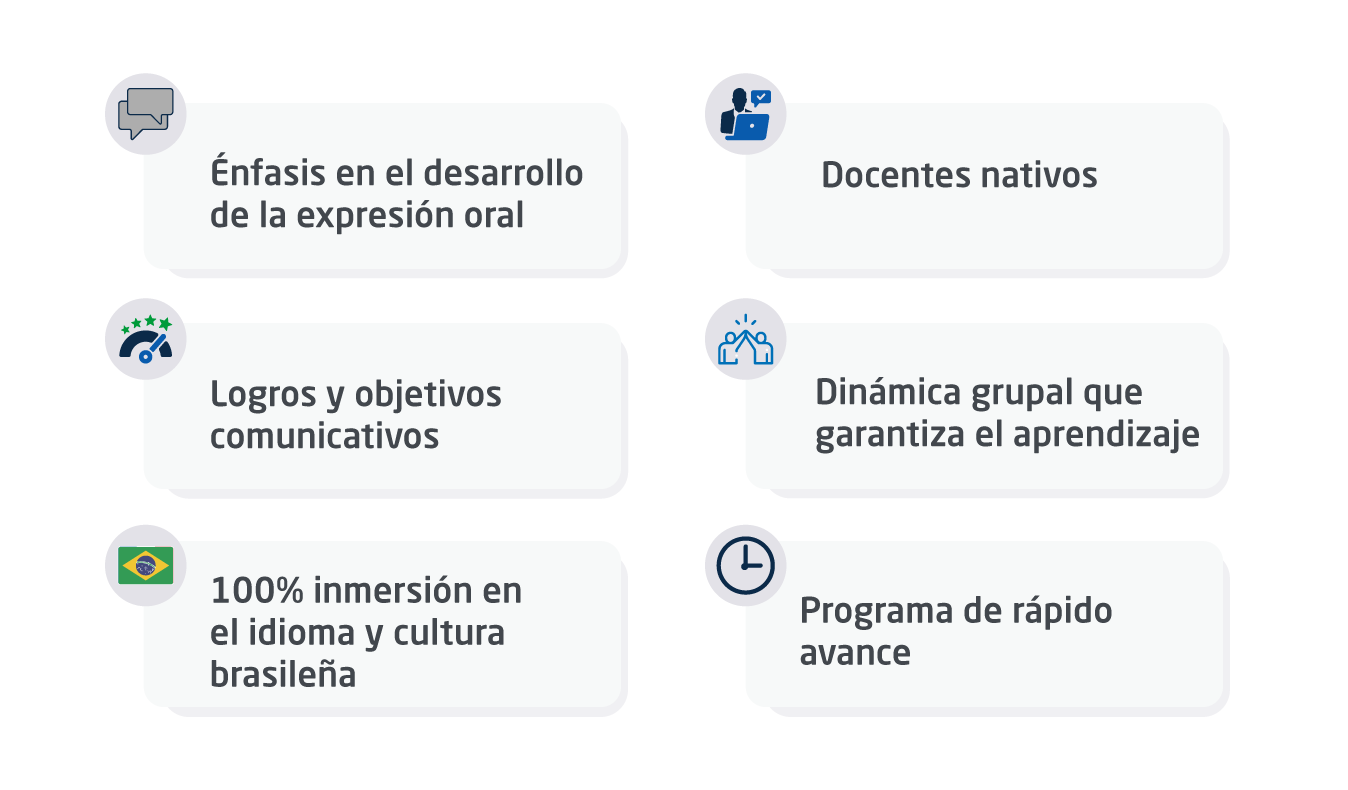 Énfasis en el desarrollo
de la expresión oral
Docentes nativos
Logros y objetivos
comunicativos
Dinámica grupal que
garantiza el aprendizaje
100% inmersión en
el idioma y cultura
brasileña
Programa de rápido
avance